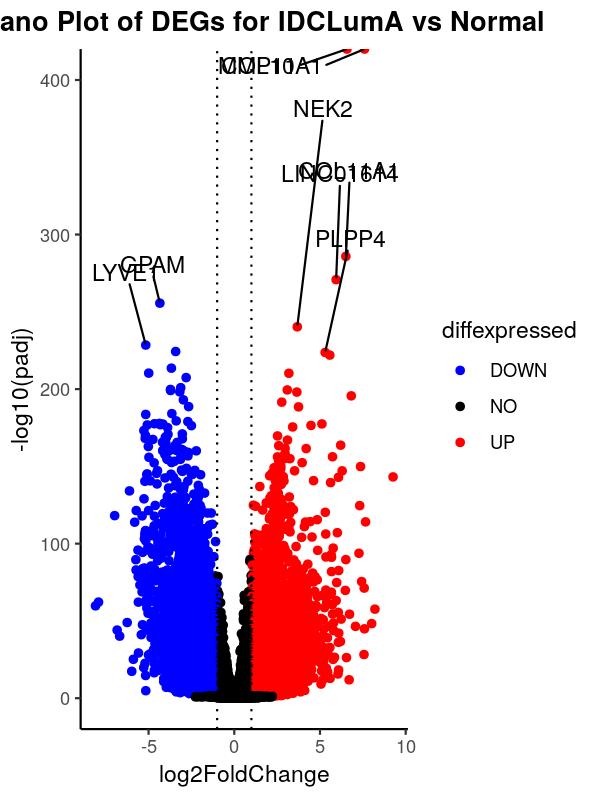 ano Plot of DEGs for IDCLumA vs Normal
400
300
200
100
0
-5
0
5
10
-log10(padj)
log2FoldChange
NEK2
PLPP4
GPAM
LYVE1
diffexpressed
DOWN
NO
UP